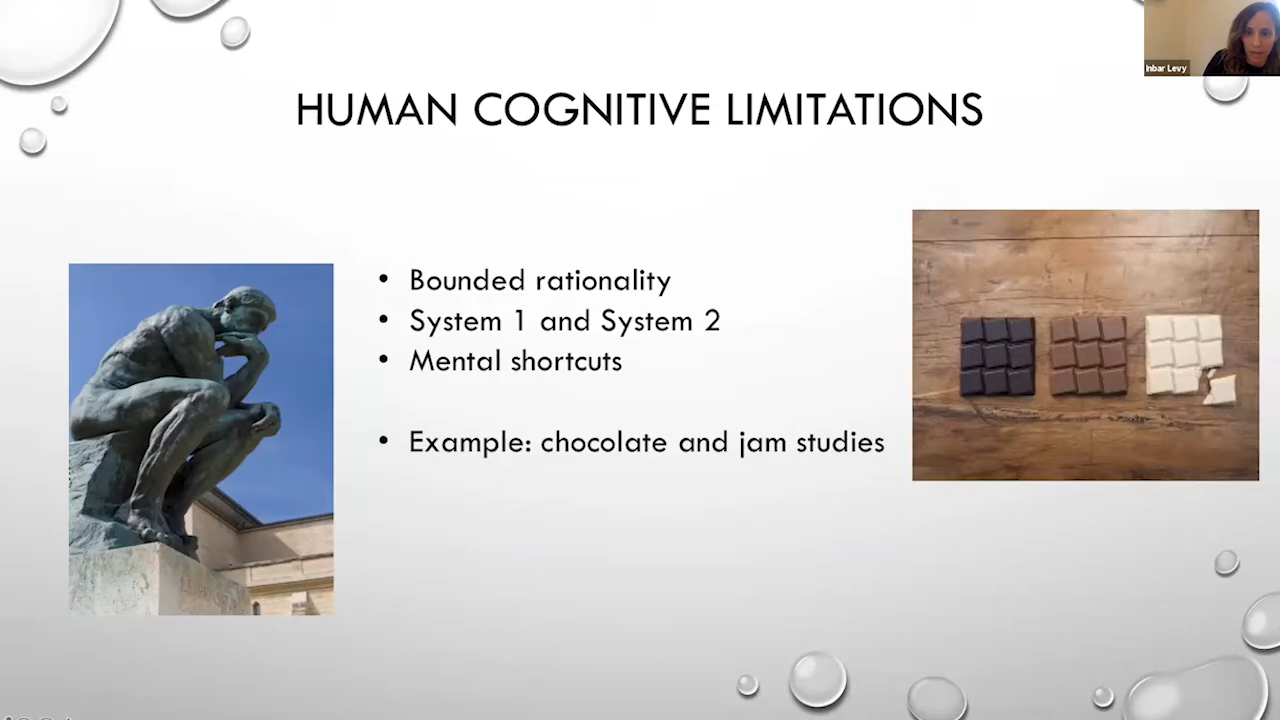 Inbar Levy
HUMAN COGNITIVE LIMITATIONS
• Bounded rationality
• System 1 and System 2
• Mental shortcuts
• Example: chocolate and jam studies